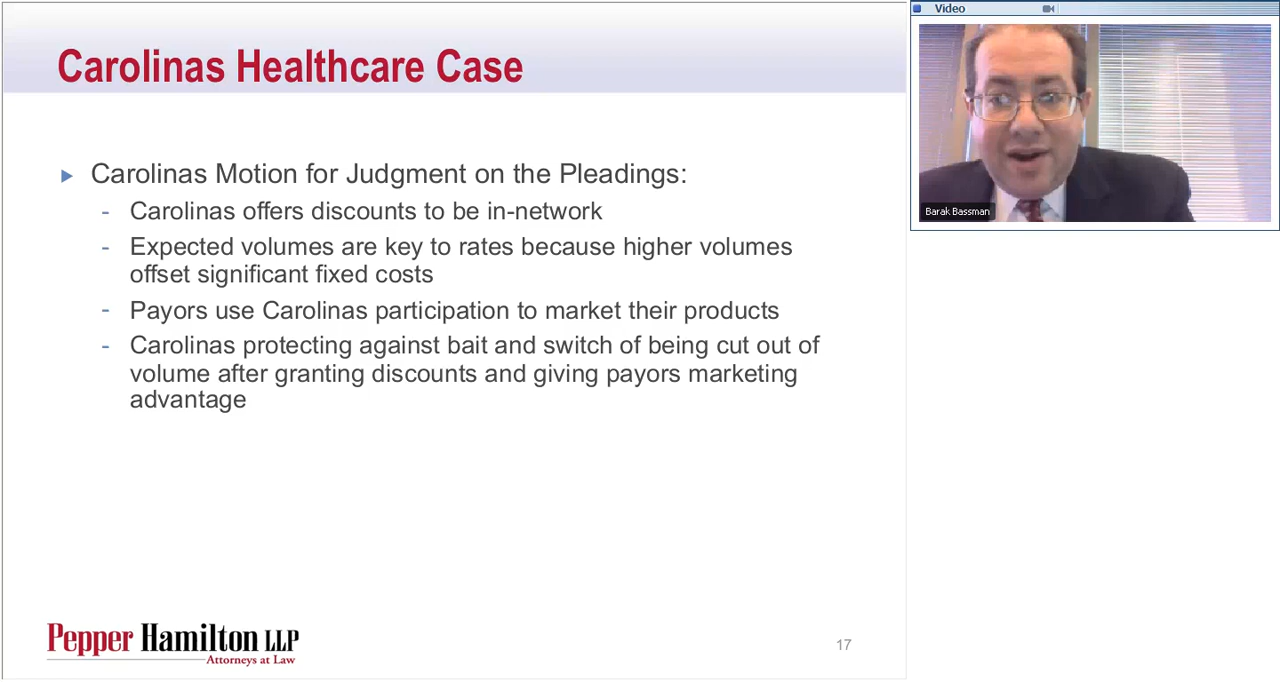 Carolinas Healthcare Case
Carolinas Motion for Judgment on the Pleadings:
- Carolinas offers discounts to be in-network
- Expected volumes are key to rates because higher volumes
offset significant fixed costs
- Payors use Carolinas participation to market their products
- Carolinas protecting against bait and switch of being cut out of
volume after granting discounts and giving payors marketing
advantage
Pepper Hamilton LLP
Attorneys at Law
17
Video
Barak Bassman